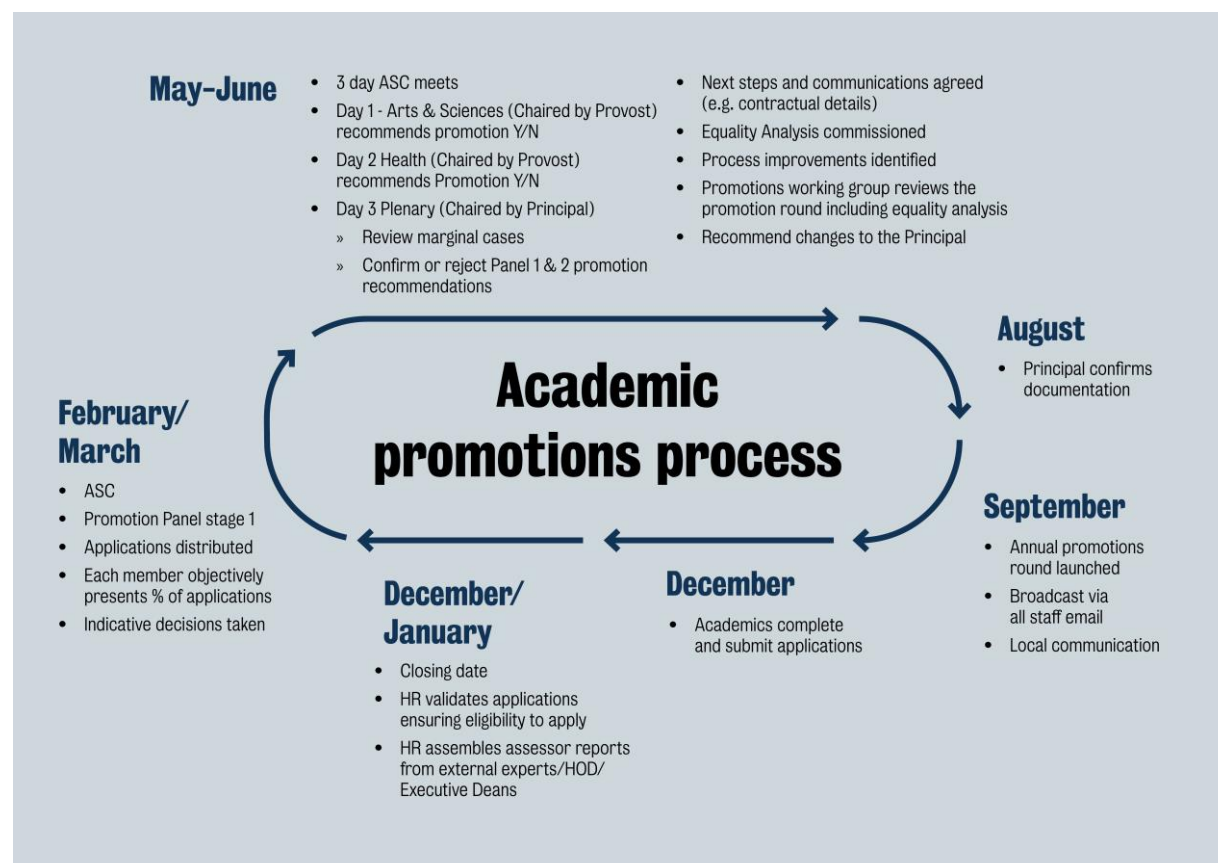 Academic
promotions process
May–June
• 3 day ASC meets
• Day 1 - Arts & Sciences (Chaired by Provost)
recommends promotion Y/N
• Day 2 Health (Chaired by Provost)
recommends Promotion Y/N
• Day 3 Plenary (Chaired by Principal)
» Review marginal cases
» Confirm or reject Panel 1 & 2 promotion
recommendations
• Next steps and communications agreed
(e.g. contractual details)
• Equality Analysis commissioned
• Process improvements identified
• Promotions working group reviews the
promotion round including equality analysis
• Recommend changes to the Principal
August
• Principal confirms
documentation
September
• Annual promotions
round launched
• Broadcast via
all staff email
• Local communication
December
• Academics complete
and submit applications
December/
January
• Closing date
• HR validates applications
ensuring eligibility to apply
• HR assembles assessor reports
from external experts/HOD/
Executive Deans
February/
March
• ASC
• Promotion Panel stage 1
• Applications distributed
• Each member objectively
presents % of applications
• Indicative decisions taken